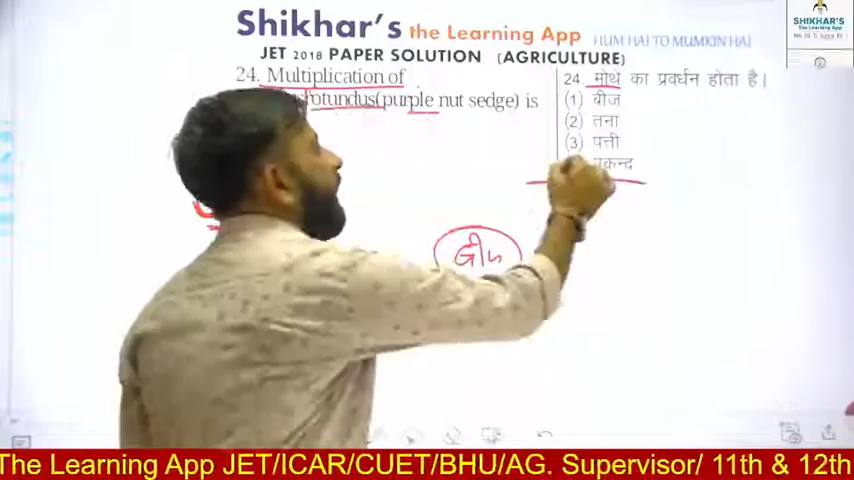 Shikhar's the Learning App HUM HAI TO MUMKIN HAI
JET 2018 PAPER SOLUTION (AGRICULTURE)
SHIKHAR'S
The Learning App
24. Multiplication of
rotundus(purple nut sedge) is
24. मोथे का प्रवर्धन होता है।
(1) बीज
(2) तना
(3) पत्ती
प्रकन्द
बीज
The Learning App JET/ICAR/CUET/BHU/AG. Supervisor/ 11th & 12th